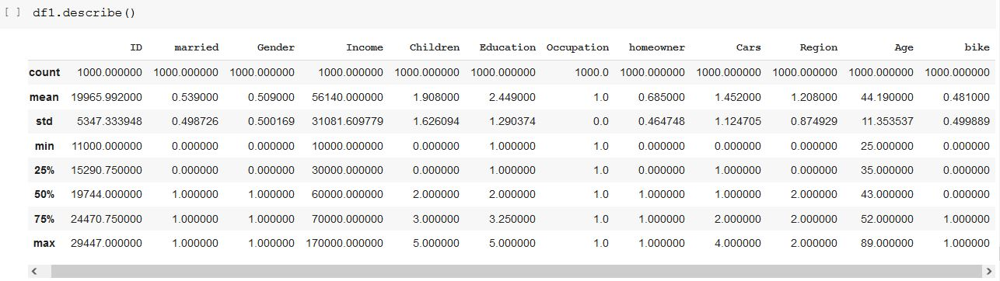 [ ] df1.describe()
ID married Gender Income Children Education Occupation homeowner Cars Region Age bike
count 1000.000000 1000.000000 1000.000000 1000.000000 1000.000000 1000.000000 1000.0 1000.000000 1000.000000 1000.000000 1000.000000 1000.000000
mean 19965.992000 0.539000 0.509000 56140.000000 1.908000 2.449000 1.0 0.685000 1.452000 1.208000 44.190000 0.481000
std 5347.333948 0.498726 0.500169 31081.609779 1.626094 1.290374 0.0 0.464748 1.124705 0.874929 11.353537 0.499889
min 11000.000000 0.000000 0.000000 10000.000000 0.000000 1.000000 1.0 0.000000 0.000000 0.000000 25.000000 0.000000
25% 15290.750000 0.000000 0.000000 30000.000000 0.000000 1.000000 1.0 0.000000 1.000000 0.000000 35.000000 0.000000
50% 19744.000000 1.000000 1.000000 60000.000000 2.000000 2.000000 1.0 1.000000 1.000000 2.000000 43.000000 0.000000
75% 24470.750000 1.000000 1.000000 70000.000000 3.000000 3.250000 1.0 1.000000 2.000000 2.000000 52.000000 1.000000
max 29447.000000 1.000000 1.000000 170000.000000 5.000000 5.000000 1.0 1.000000 4.000000 2.000000 89.000000 1.000000